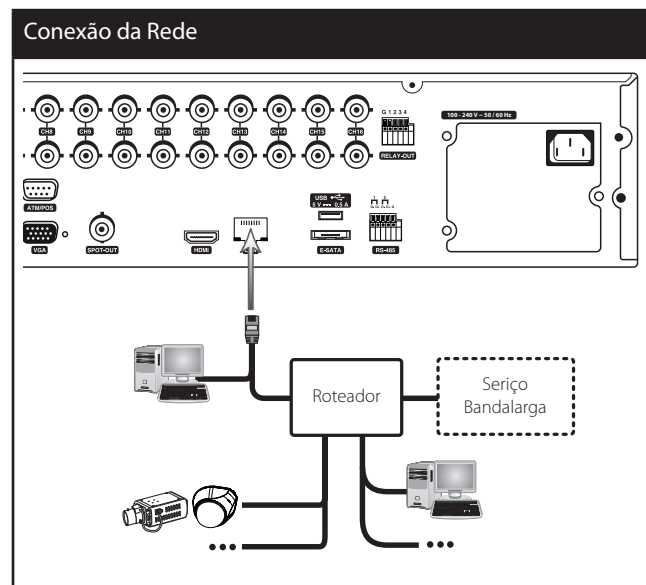 Conexão da Rede
CH8 CH9 CH10 CH11 CH12 CH13 CH14 CH15 CH16
G 1 2 3 4
RELAY-OUT
100 - 240 V ~ 50 / 60 Hz
ATM/POS
VGA
SPOT-OUT
HDMI
USB
5 V 0.5 A
E-SATA
1 2
RS-485
Roteador
Seriço
Bandalarga